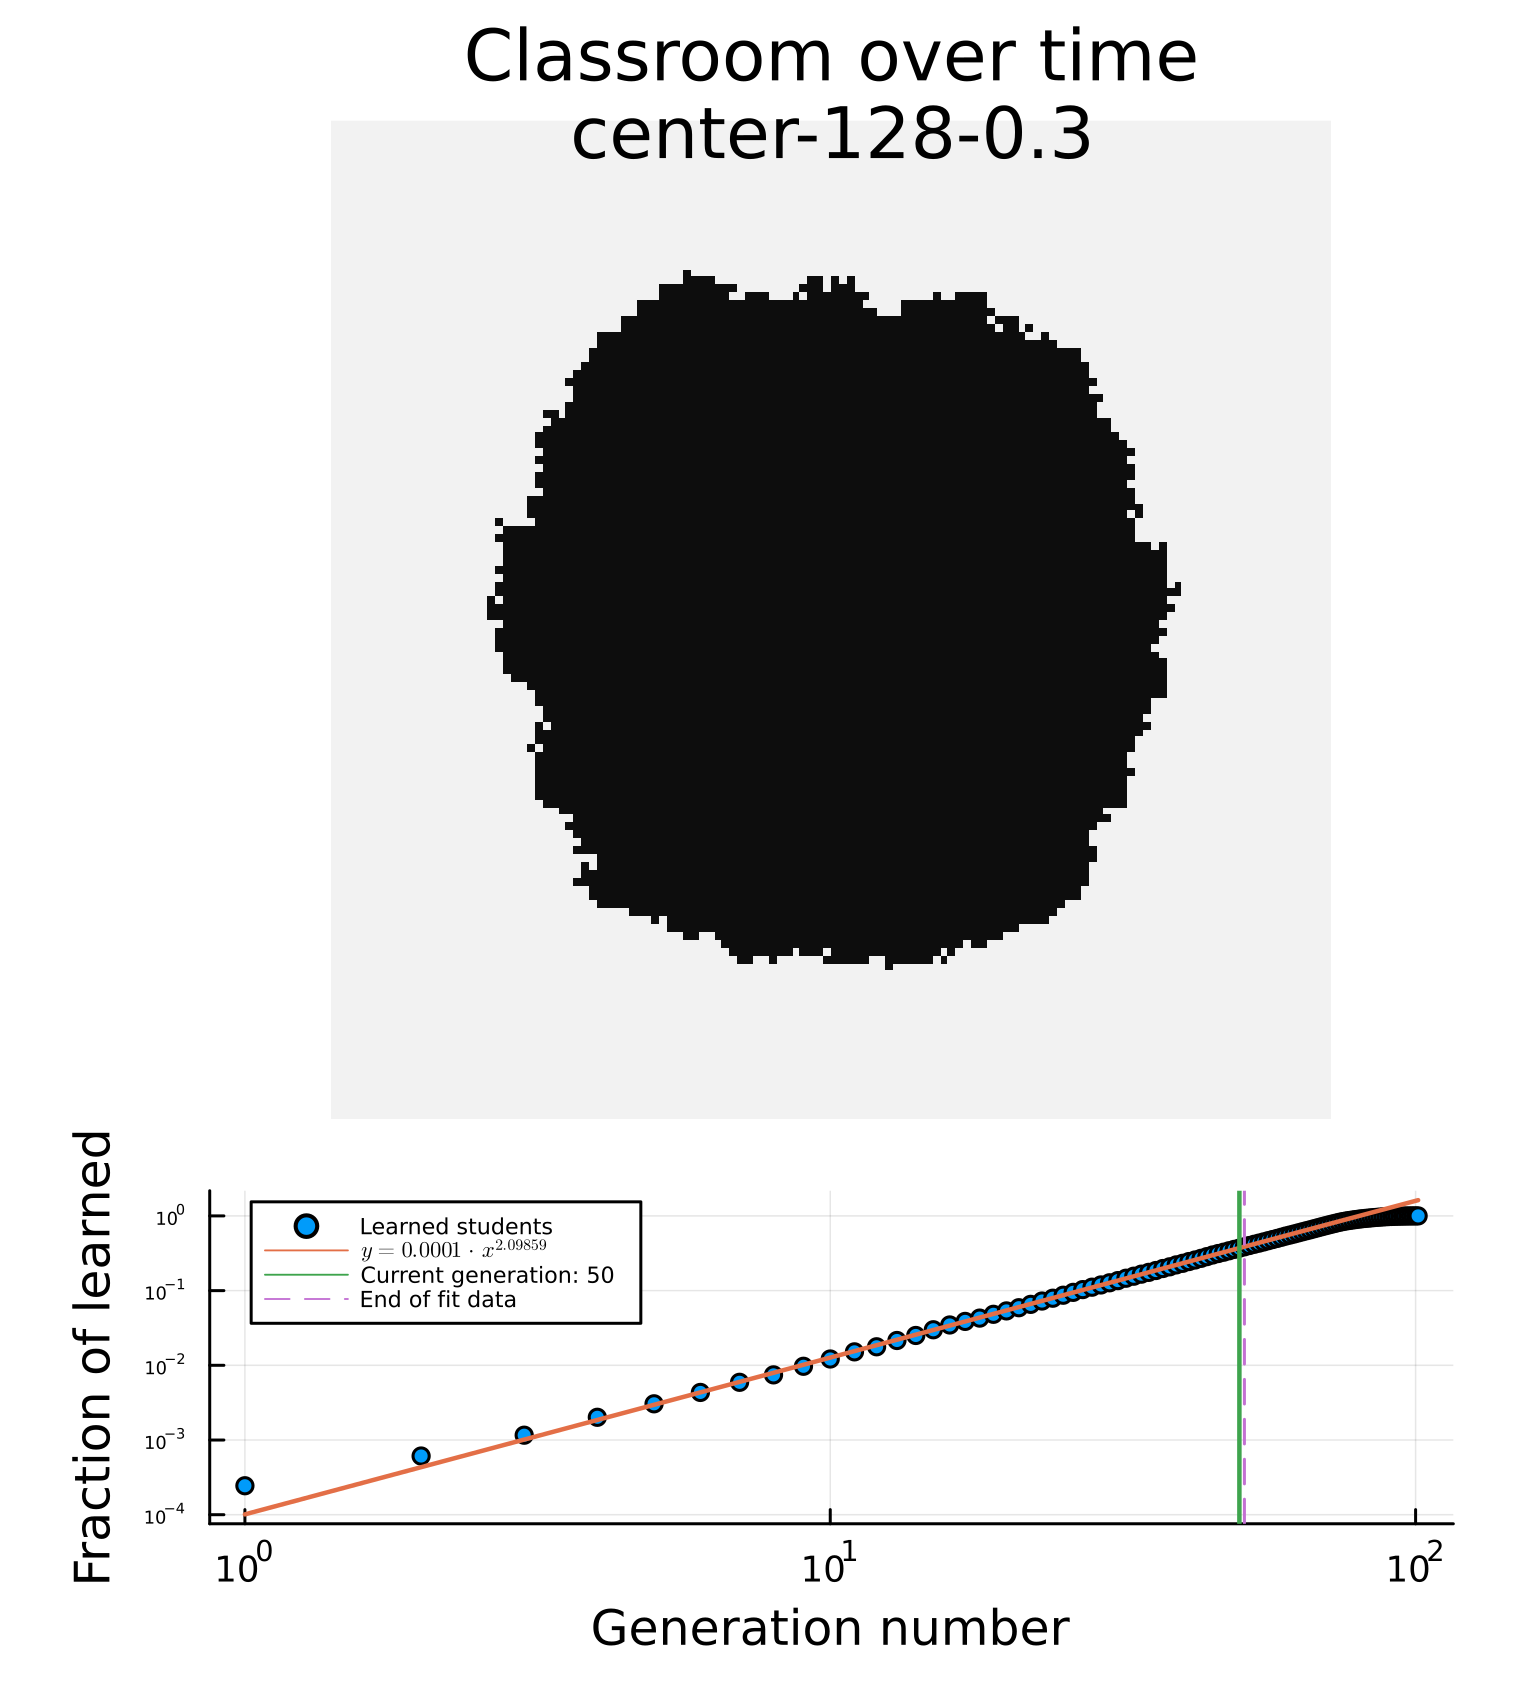 Classroom over time
center-128-0.3
Fraction of learned
10⁰
10⁻¹
10⁻²
10⁻³
10⁻⁴
Learned students
y = 0.0001 · x^2.09859
Current generation: 50
End of fit data
10⁰
10¹
10²
Generation number